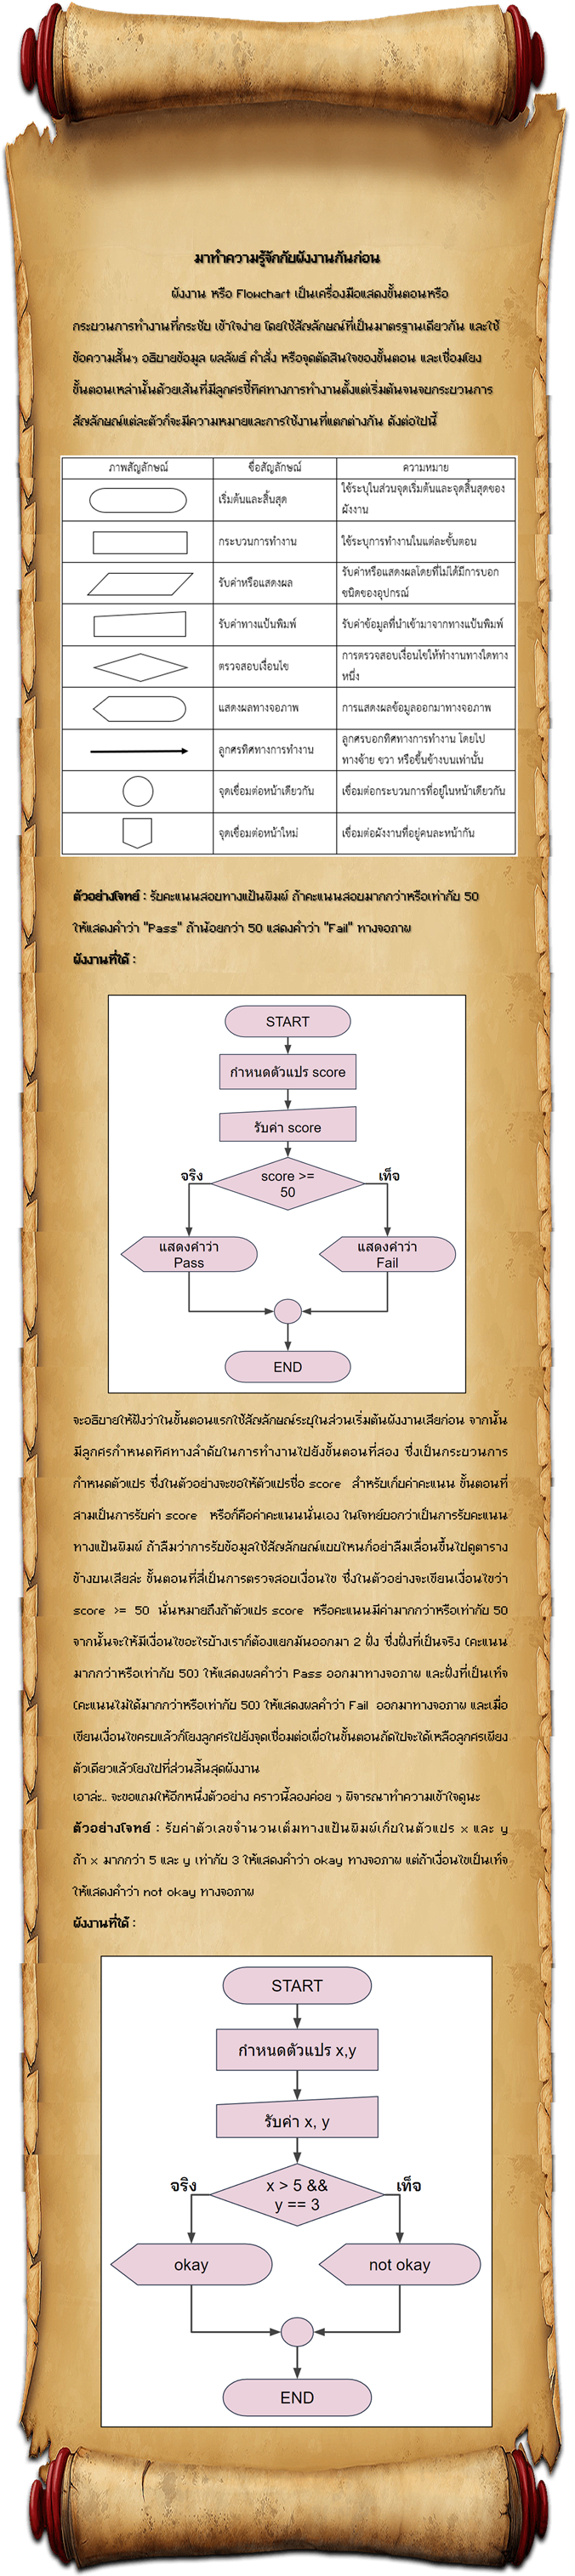 มาทำความรู้จักกับผังงานกันก่อน
ผังงาน หรือ Flowchart เป็นเครื่องมือแสดงขั้นตอนหรือ
กระบวนการทำงานที่กระชับ เข้าใจง่าย โดยใช้สัญลักษณ์ที่เป็นมาตรฐานเดียวกัน และใช้
ข้อความสั้นๆ อธิบายข้อมูล ผลลัพธ์ คำสั่ง หรือจุดตัดสินใจของขั้นตอน และเชื่อมโยง
ขั้นตอนเหล่านั้นด้วยเส้นที่มีลูกศรชี้ทิศทางการทำงานตั้งแต่เริ่มต้นจนจบกระบวนการ
สัญลักษณ์แต่ละตัวก็จะมีความหมายและการใช้งานที่แตกต่างกัน ดังต่อไปนี้
ภาพสัญลักษณ์ ชื่อสัญลักษณ์ ความหมาย
เริ่มต้นและสิ้นสุด ใช้ระบุในส่วนจุดเริ่มต้นและจุดสิ้นสุดของ
ผังงาน
กระบวนการทำงาน ใช้ระบุการทำงานในแต่ละขั้นตอน
รับค่าหรือแสดงผล รับค่าหรือแสดงผลโดยที่ไม่ได้มีการบอก
ชนิดของอุปกรณ์
รับค่าทางแป้นพิมพ์ รับค่าข้อมูลที่นำเข้ามาจากทางแป้นพิมพ์
ตรวจสอบเงื่อนไข การตรวจสอบเงื่อนไขให้ทำงานทางใดทาง
หนึ่ง
แสดงผลทางจอภาพ การแสดงผลข้อมูลออกมาทางจอภาพ
ลูกศรทิศทางการทำงาน ลูกศรบอกทิศทางการทำงาน โดยไป
ทางซ้าย ขวา หรือขึ้นข้างบนเท่านั้น
จุดเชื่อมต่อหน้าเดียวกัน เชื่อมต่อกระบวนการที่อยู่ในหน้าเดียวกัน
จุดเชื่อมต่อหน้าใหม่ เชื่อมต่อผังงานที่อยู่คนละหน้ากัน
ตัวอย่างโจทย์ : รับคะแนนสอบทางแป้นพิมพ์ ถ้าคะแนนสอบมากกว่าหรือเท่ากับ 50
ให้แสดงคำว่า "Pass" ถ้าน้อยกว่า 50 แสดงคำว่า "Fail" ทางจอภาพ
ผังงานที่ได้ :
START
กำหนดตัวแปร score
รับค่า score
จริง score >= เท็จ
50
แสดงคำว่า แสดงคำว่า
Pass Fail
END
จะอธิบายให้ฟังว่าในขั้นตอนแรกใช้สัญลักษณ์ระบุในส่วนเริ่มต้นผังงานเสียก่อน จากนั้น
มีลูกศรกำหนดทิศทางลำดับในการทำงานไปยังขั้นตอนที่สอง ซึ่งเป็นกระบวนการ
กำหนดตัวแปร ซึ่งในตัวอย่างจะขอให้ตัวแปรชื่อ score สำหรับเก็บค่าคะแนน ขั้นตอนที่
สามเป็นการรับค่า score หรือก็คือค่าคะแนนนั่นเอง ในโจทย์บอกว่าเป็นการรับคะแนน
ทางแป้นพิมพ์ ถ้าลืมว่าการรับข้อมูลใช้สัญลักษณ์แบบไหนก็อย่าลืมเลื่อนขึ้นไปดูตาราง
ข้างบนเสียล่ะ ขั้นตอนที่สี่เป็นการตรวจสอบเงื่อนไข ซึ่งในตัวอย่างจะเขียนเงื่อนไขว่า
score >= 50 นั่นหมายถึงถ้าตัวแปร score หรือคะแนนมีค่ามากกว่าหรือเท่ากับ 50
จากนั้นจะให้มีเงื่อนไขอะไรบ้างเราก็ต้องแยกมันออกมา 2 ฝั่ง ซึ่งฝั่งที่เป็นจริง (คะแนน
มากกว่าหรือเท่ากับ 50) ให้แสดงผลคำว่า Pass ออกมาทางจอภาพ และฝั่งที่เป็นเท็จ
(คะแนนไม่ได้มากกว่าหรือเท่ากับ 50) ให้แสดงผลคำว่า Fail ออกมาทางจอภาพ และเมื่อ
เขียนเงื่อนไขครบแล้วก็โยงลูกศรไปยังจุดเชื่อมต่อเพื่อในขั้นตอนถัดไปจะได้เหลือลูกศรเพียง
ตัวเดียวแล้วโยงไปที่ส่วนสิ้นสุดผังงาน
เอาล่ะ.. จะขอแถมให้อีกหนึ่งตัวอย่าง คราวนี้ลองค่อย ๆ พิจารณาทำความเข้าใจดูนะ
ตัวอย่างโจทย์ : รับค่าตัวเลขจำนวนเต็มทางแป้นพิมพ์เก็บในตัวแปร x และ y
ถ้า x มากกว่า 5 และ y เท่ากับ 3 ให้แสดงคำว่า okay ทางจอภาพ แต่ถ้าเงื่อนไขเป็นเท็จ
ให้แสดงคำว่า not okay ทางจอภาพ
ผังงานที่ได้ :
START
กำหนดตัวแปร x,y
รับค่า x, y
จริง x > 5 && เท็จ
y == 3
okay not okay
END